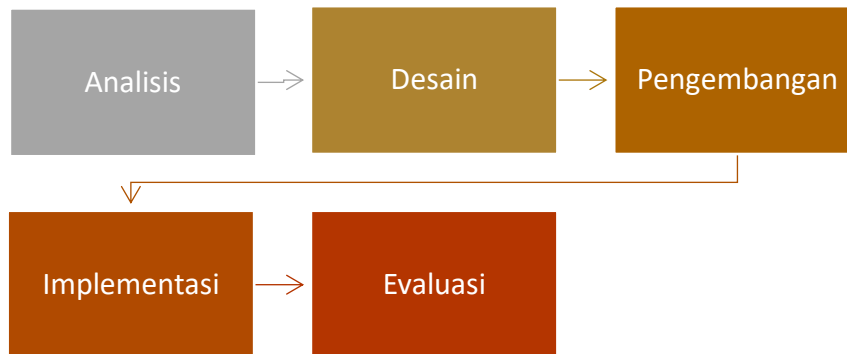 Analisis
Desain
Pengembangan
Implementasi
Evaluasi